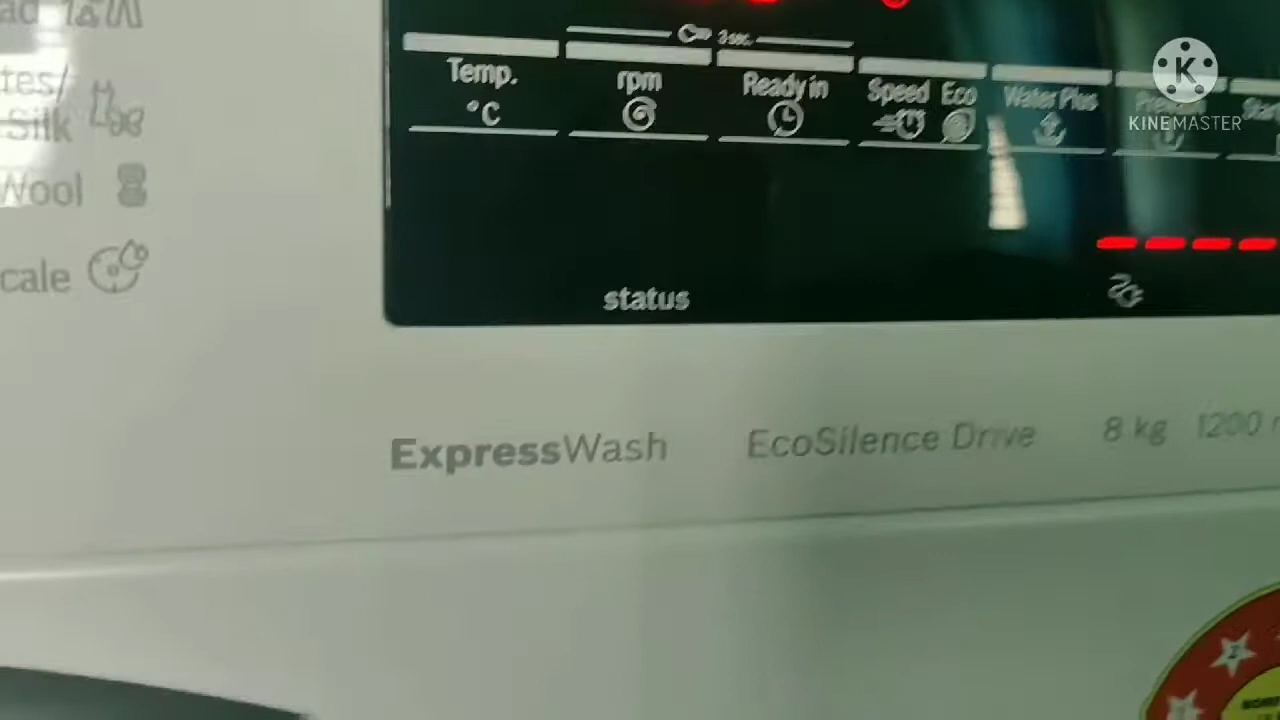 ad
3 sec.
Temp. rpm Ready in Speed Eco Water Plus
°C
KINEMASTER
tes/
Silk
Wool
cale
status
ExpressWash EcoSilence Drive 8 kg 1200